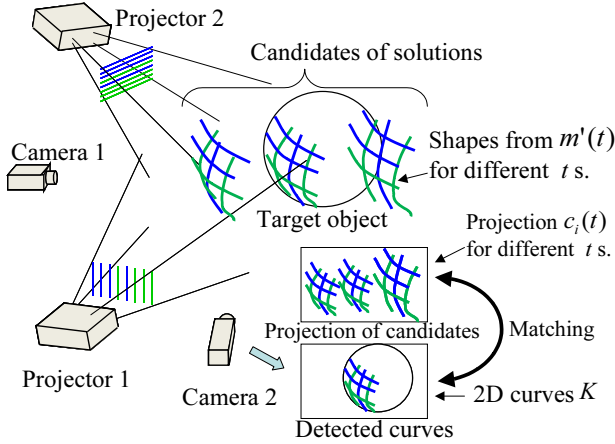 Projector 2
Candidates of solutions
Camera 1
Shapes from m'(t)
for different t s.
Target object
Projection c_i(t)
for different t s.
Projection of candidates
Matching
Projector 1
Camera 2
2D curves K
Detected curves